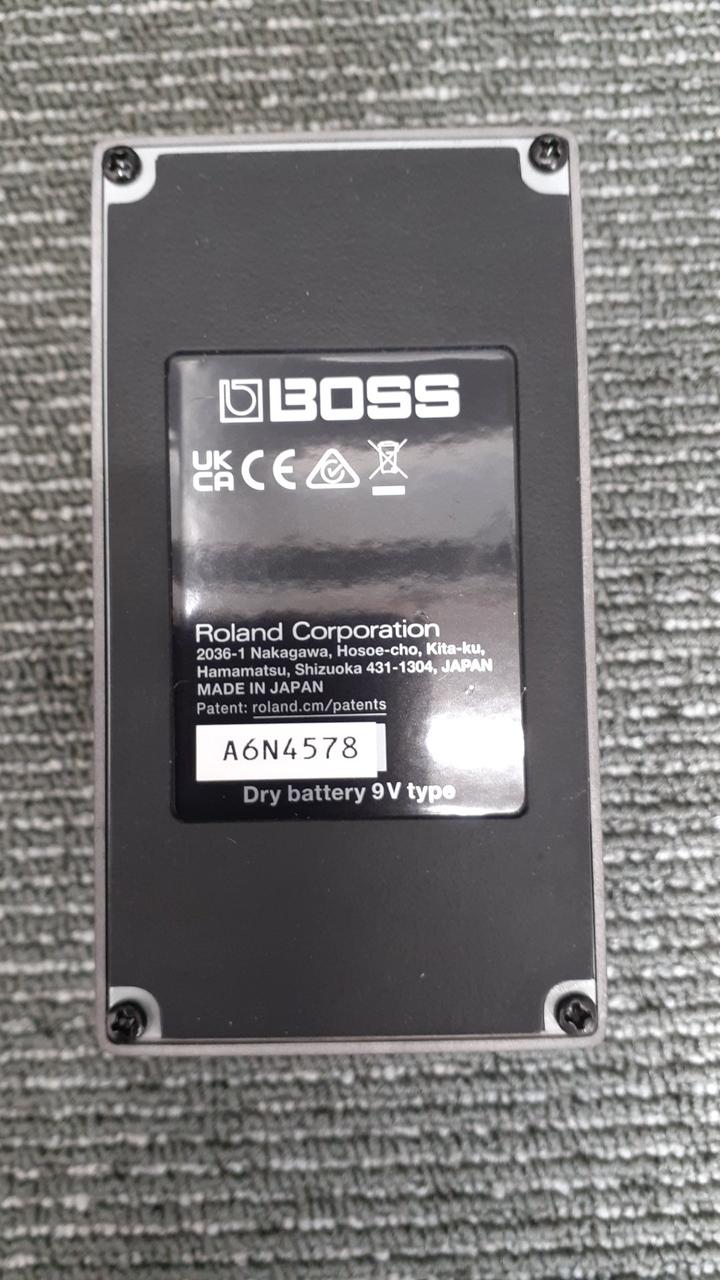 BOSS
UK
CA CE
Roland Corporation
2036-1 Nakagawa, Hosoe-cho, Kita-ku,
Hamamatsu, Shizuoka 431-1304, JAPAN
MADE IN JAPAN
Patent: roland.cm/patents
A6N4578
Dry battery 9V type